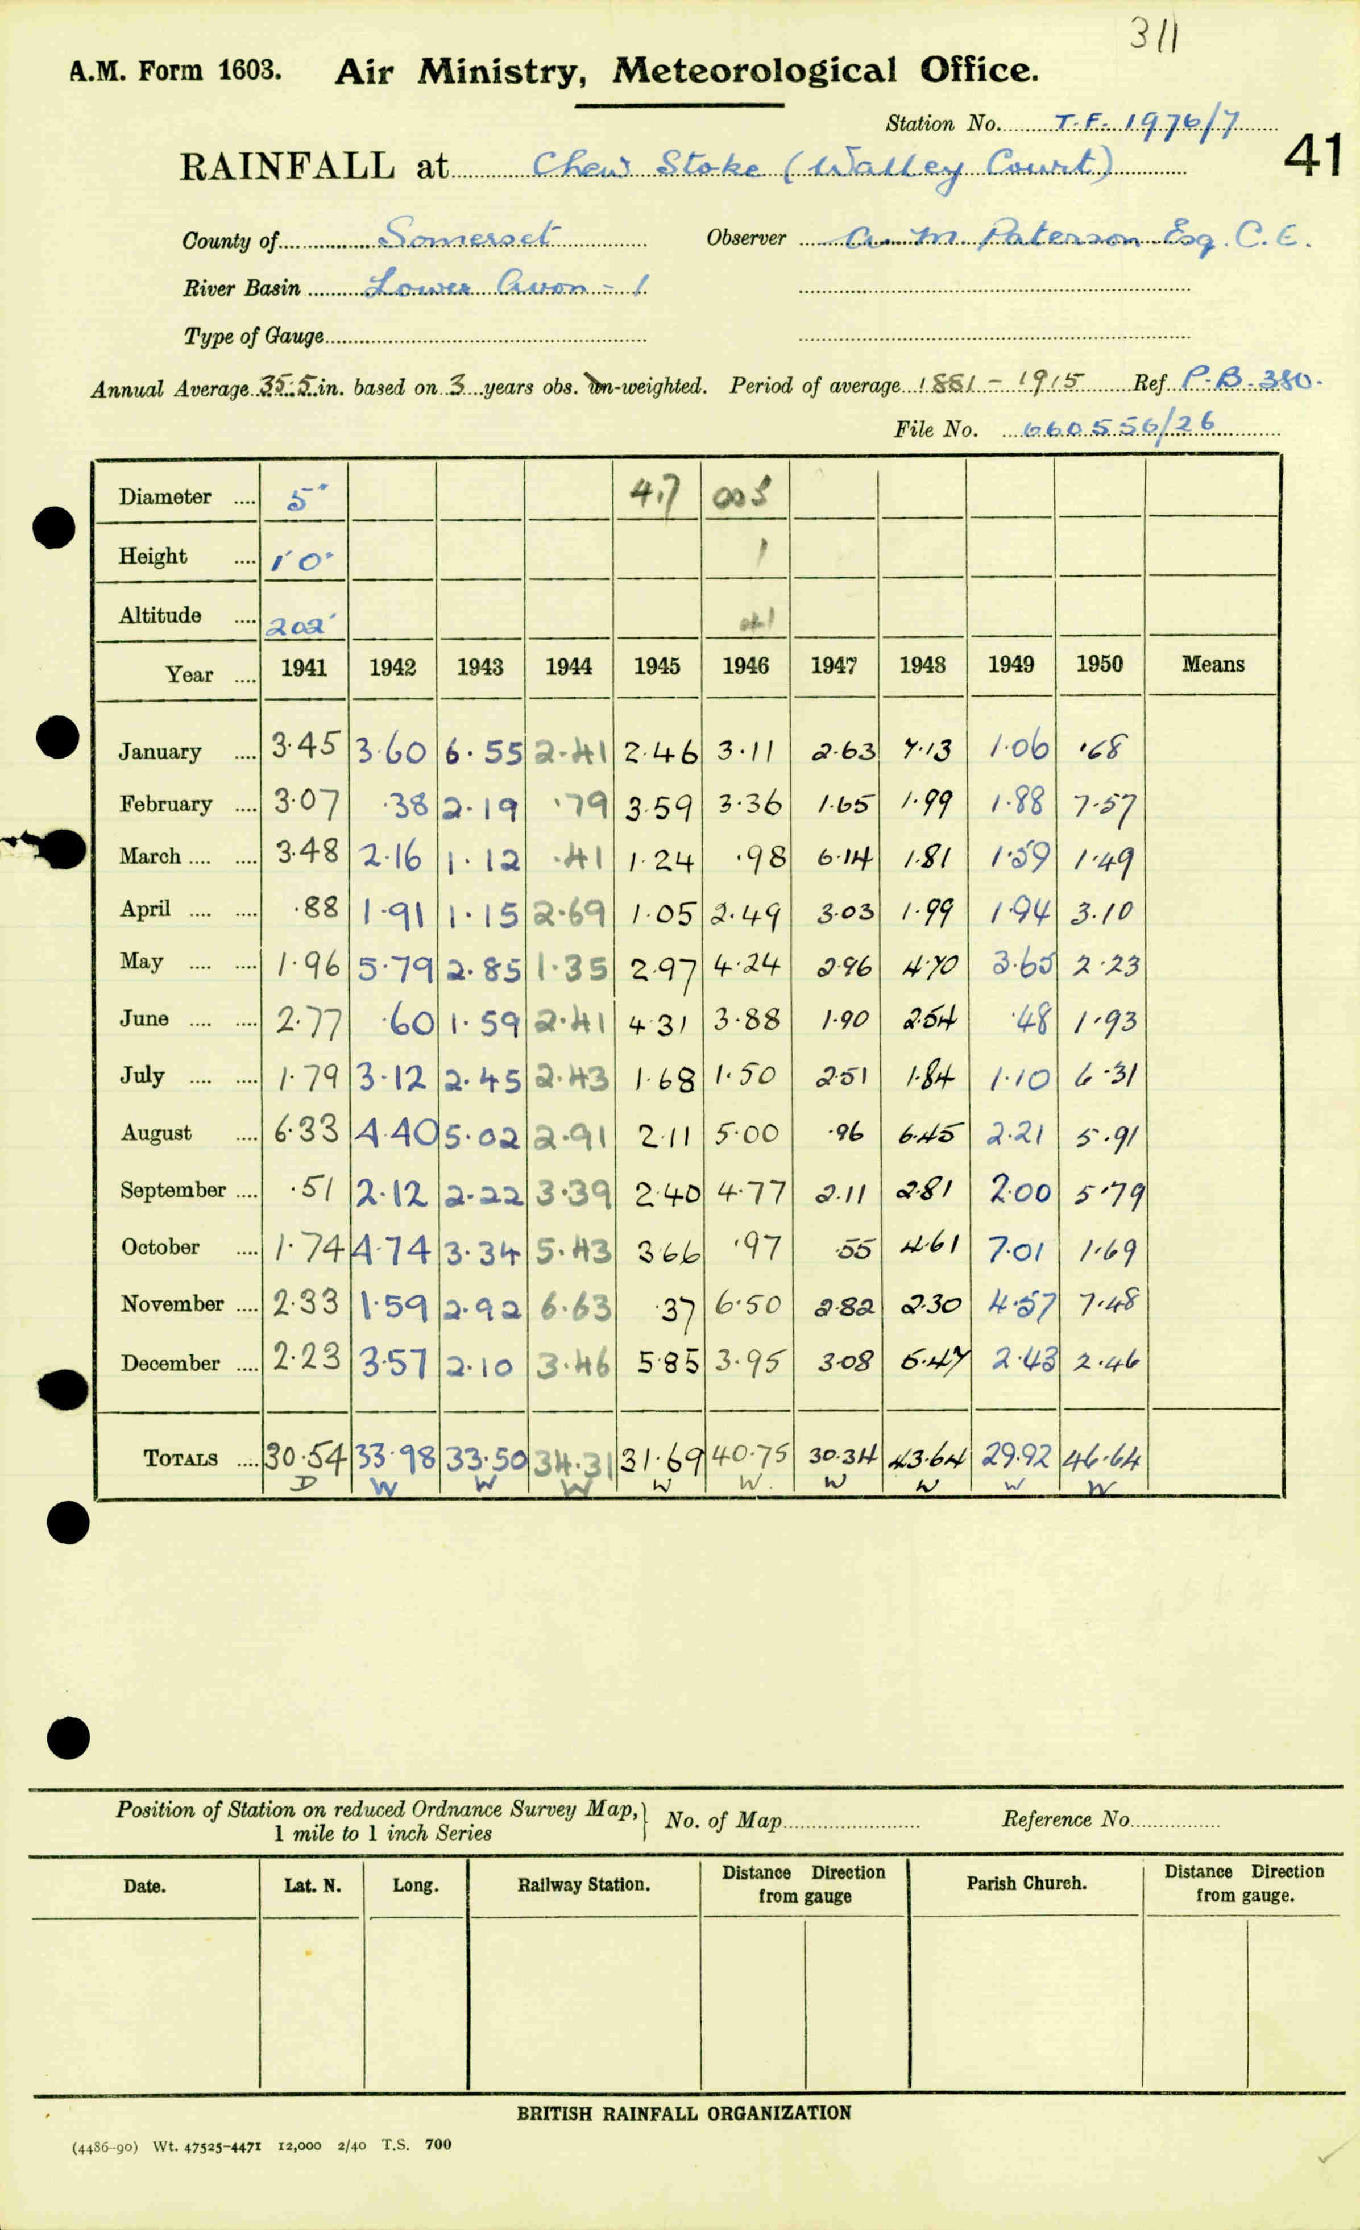 311
A.M. Form 1603. Air Ministry, Meteorological Office.
Station No. T.F. 1976/7
41
RAINFALL at Chew Stoke (Walley Court)
County of Somerset Observer A. M. Paterson Esq. C.E.
River Basin Lower Avon - 1
Type of Gauge
Annual Average 35.5 in. based on 3 years obs. Un-weighted. Period of average 1881 - 1915 Ref P.B. 380.
File No. 660556/26
Diameter .... 5" 4.7 003
Height .... 1' 0" 1
Altitude .... 202'
Year .... 1941 1942 1943 1944 1945 1946 1947 1948 1949 1950 Means
January .... 3.45 3.60 6.55 2.41 2.46 3.11 2.63 7.13 1.06 .68
February .... 3.07 .38 2.19 .79 3.59 3.36 1.65 1.99 1.88 7.57
March .... .... 3.48 2.16 1.12 .41 1.24 .98 6.14 1.81 1.59 1.49
April .... .... .88 1.91 1.15 2.69 1.05 2.49 3.03 1.99 1.94 3.10
May .... .... 1.96 5.79 2.85 1.35 2.97 4.24 2.96 4.70 3.65 2.23
June .... .... 2.77 .60 1.59 2.41 4.31 3.88 1.90 2.54 .48 1.93
July .... .... 1.79 3.12 2.45 2.43 1.68 1.50 2.51 1.84 1.10 6.31
August .... 6.33 4.40 5.02 2.91 2.11 5.00 .96 6.45 2.21 5.91
September .... .51 2.12 2.22 3.39 2.40 4.77 2.11 2.81 2.00 5.79
October .... 1.74 4.74 3.34 5.43 3.66 .97 .55 4.61 7.01 1.69
November .... 2.33 1.59 2.92 6.63 .37 6.50 2.82 2.30 4.57 7.48
December .... 2.23 3.57 2.10 3.46 5.85 3.95 3.08 5.47 2.43 2.46
TOTALS .... 30.54 33.98 33.50 34.31 31.69 40.75 30.34 43.64 29.92 46.64
D W W W W W. W W W W
Position of Station on reduced Ordnance Survey Map,} No. of Map Reference No.
1 mile to 1 inch Series
Date. Lat. N. Long. Railway Station. Distance Direction from gauge Parish Church. Distance Direction from gauge.
BRITISH RAINFALL ORGANIZATION
(4486-90) Wt. 47525-4471 12,000 2/40 T.S. 700